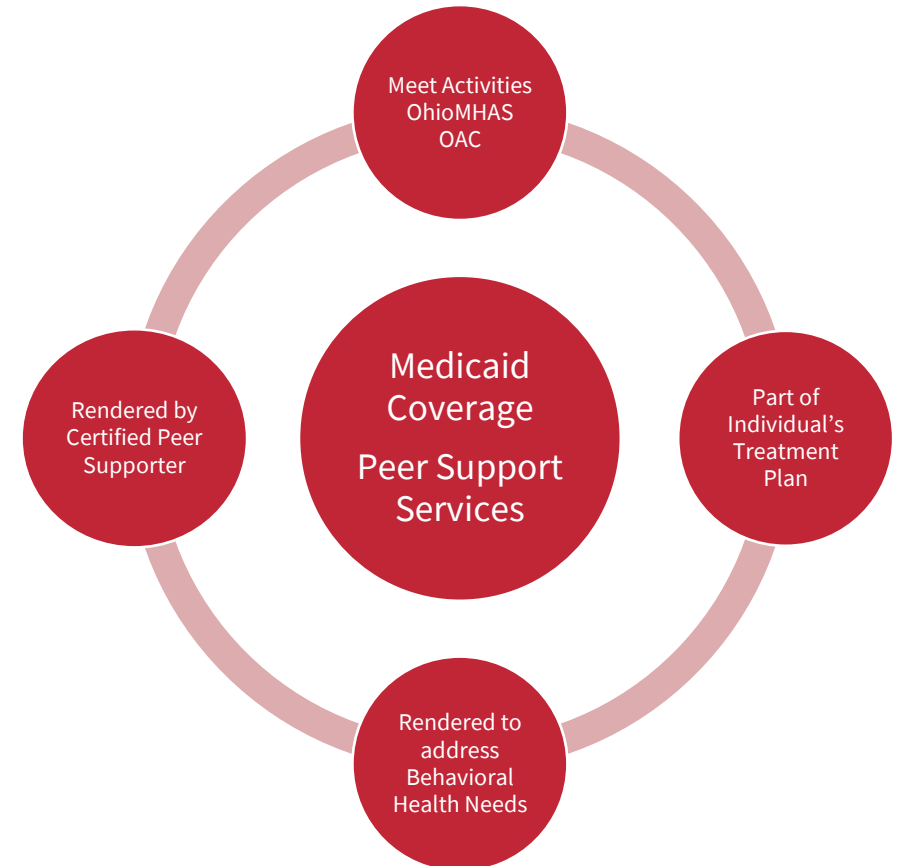 Meet Activities
OhioMHAS
OAC
Medicaid
Coverage
Peer Support
Services
Rendered by
Certified Peer
Supporter
Part of
Individual’s
Treatment
Plan
Rendered to
address
Behavioral
Health Needs